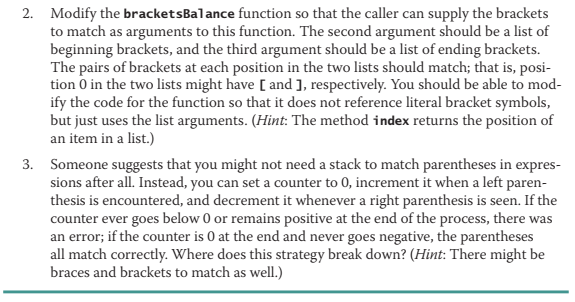 2. Modify the bracketsBalance function so that the caller can supply the brackets
to match as arguments to this function. The second argument should be a list of
beginning brackets, and the third argument should be a list of ending brackets.
The pairs of brackets at each position in the two lists should match; that is, posi-
tion 0 in the two lists might have [ and ], respectively. You should be able to mod-
ify the code for the function so that it does not reference literal bracket symbols,
but just uses the list arguments. (Hint: The method index returns the position of
an item in a list.)
3. Someone suggests that you might not need a stack to match parentheses in expres-
sions after all. Instead, you can set a counter to 0, increment it when a left paren-
thesis is encountered, and decrement it whenever a right parenthesis is seen. If the
counter ever goes below 0 or remains positive at the end of the process, there was
an error; if the counter is 0 at the end and never goes negative, the parentheses
all match correctly. Where does this strategy break down? (Hint: There might be
braces and brackets to match as well.)